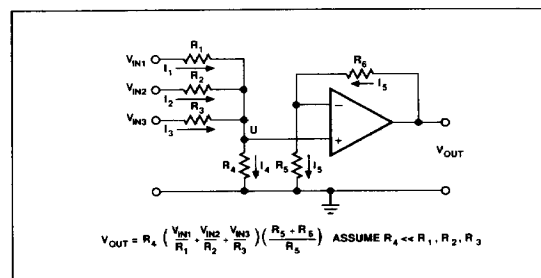 R1
VIN1
I1
R2
VIN2
I2
R3
VIN3
I3
U
R4
I4
R5
I5
R6
I5
−
+
VOUT
VOUT = R4 (VIN1/R1 + VIN2/R2 + VIN3/R3) (R5 + R6/R5) ASSUME R4 << R1, R2, R3